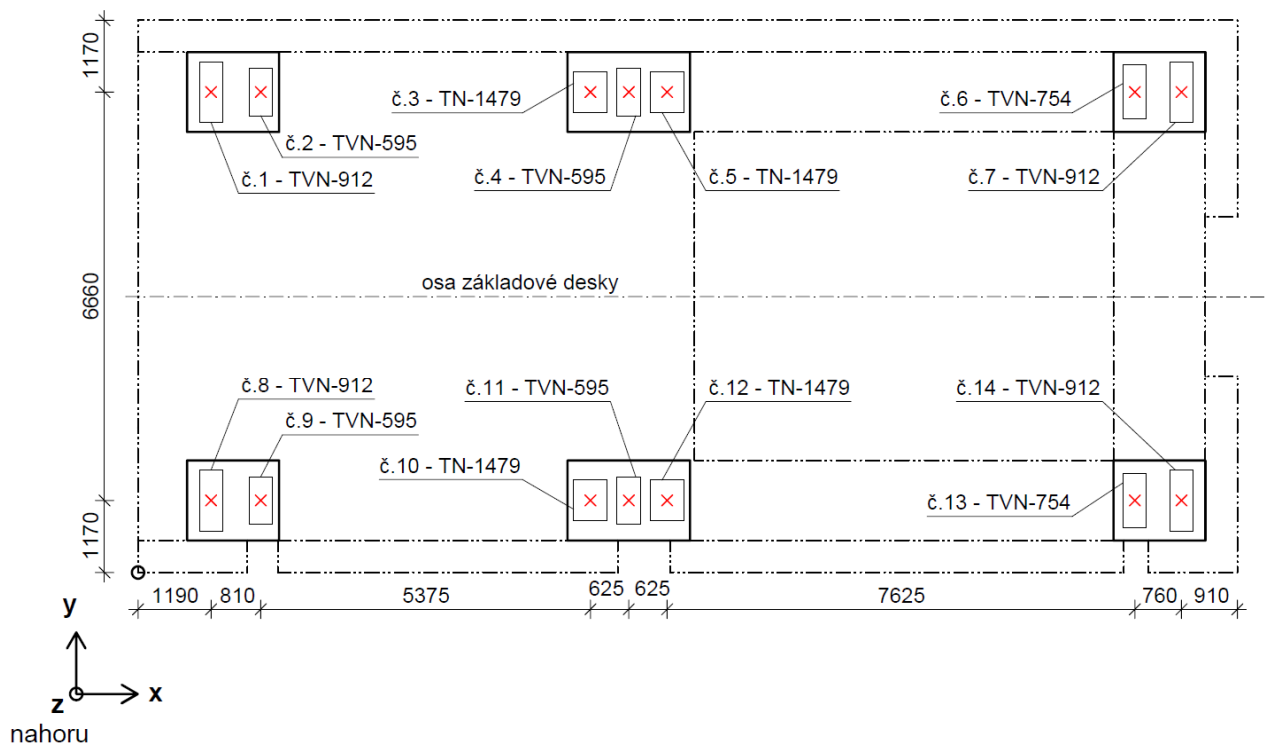 1170
č.3 - TN-1479
č.6 - TVN-754
č.2 - TVN-595
č.1 - TVN-912
č.4 - TVN-595
č.5 - TN-1479
č.7 - TVN-912
6660
osa základové desky
č.8 - TVN-912
č.11 - TVN-595
č.12 - TN-1479
č.14 - TVN-912
č.9 - TVN-595
č.10 - TN-1479
č.13 - TVN-754
1170
1190 810 5375 625 625 7625 760 910
y
x
z
nahoru